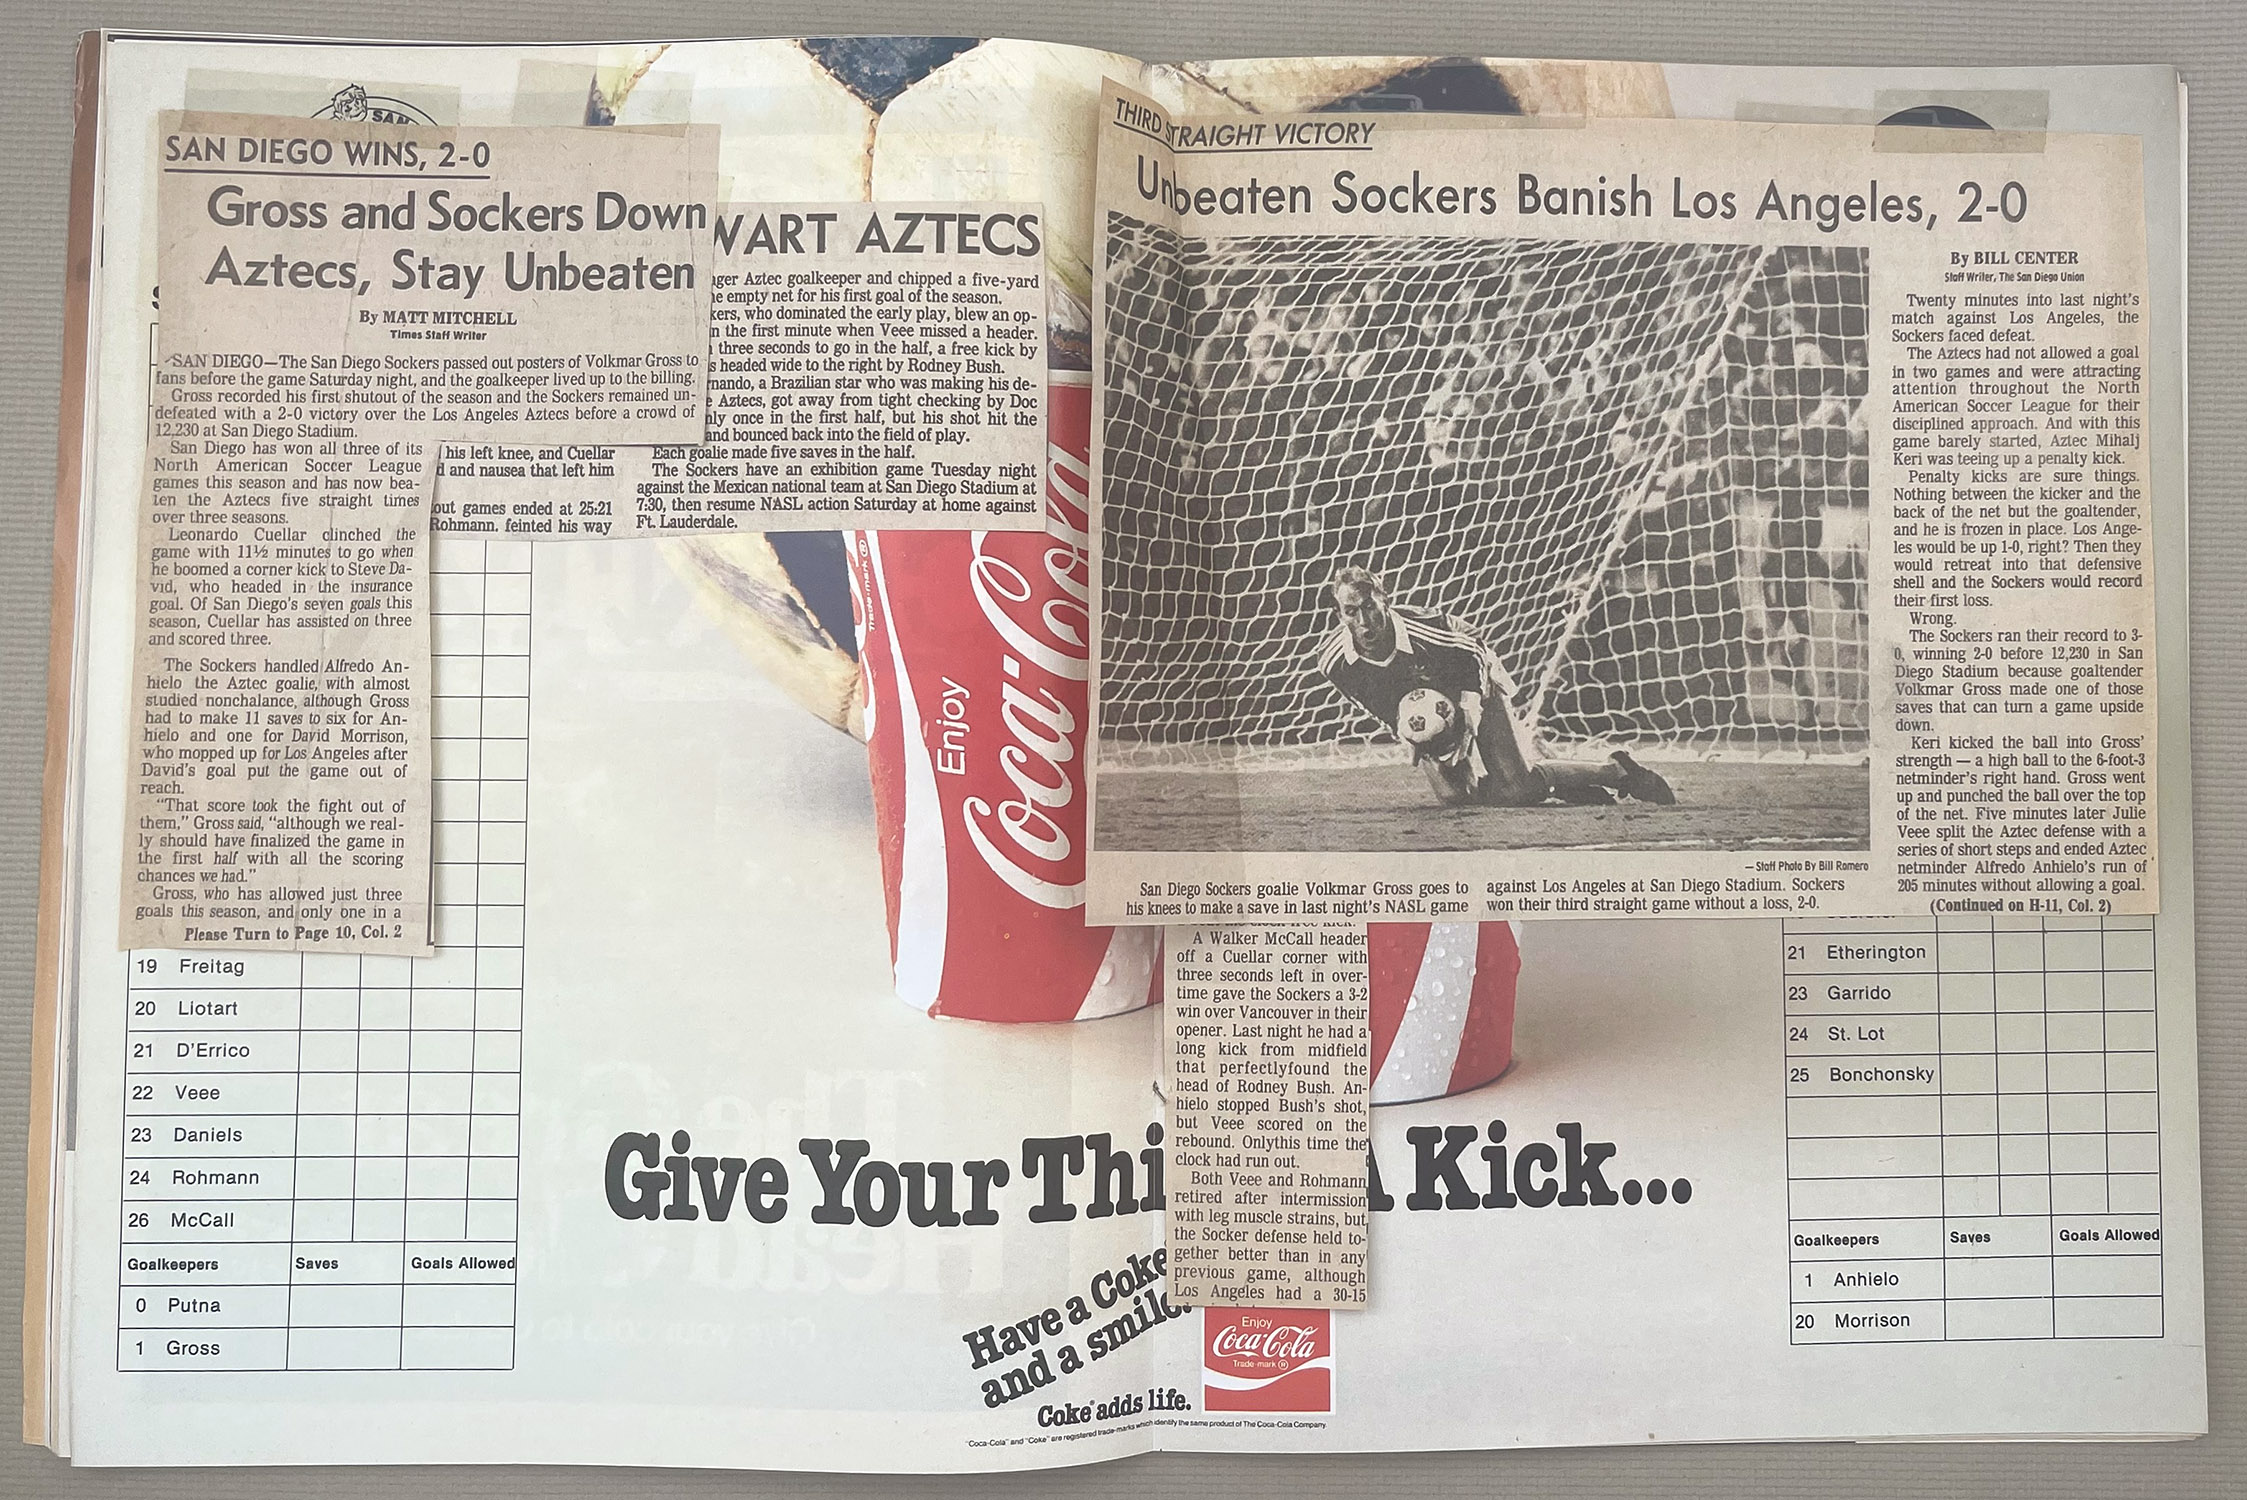 SAN
SAN DIEGO WINS, 2-0
Gross and Sockers Down
Aztecs, Stay Unbeaten
By MATT MITCHELL
Times Staff Writer
SAN DIEGO—The San Diego Sockers passed out posters of Volkmar Gross to
fans before the game Saturday night, and the goalkeeper lived up to the billing.
Gross recorded his first shutout of the season and the Sockers remained un-
defeated with a 2-0 victory over the Los Angeles Aztecs before a crowd of
12,230 at San Diego Stadium.
San Diego has won all three of its
North American Soccer League
games this season and has now bea-
ten the Aztecs five straight times
over three seasons.
Leonardo Cuellar clinched the
game with 11½ minutes to go when
he boomed a corner kick to Steve Da-
vid, who headed in the insurance
goal. Of San Diego's seven goals this
season, Cuellar has assisted on three
and scored three.
The Sockers handled Alfredo An-
hielo the Aztec goalie, with almost
studied nonchalance, although Gross
had to make 11 saves to six for An-
hielo and one for David Morrison,
who mopped up for Los Angeles after
David's goal put the game out of
reach.
"That score took the fight out of
them," Gross said, "although we real-
ly should have finalized the game in
the first half with all the scoring
chances we had."
Gross, who has allowed just three
goals this season, and only one in a
Please Turn to Page 10, Col. 2
WART AZTECS
his left knee, and Cuellar
d and nausea that left him
out games ended at 25:21
Rohmann. feinted his way
ger Aztec goalkeeper and chipped a five-yard
e empty net for his first goal of the season.
kers, who dominated the early play, blew an op-
n the first minute when Veee missed a header.
three seconds to go in the half, a free kick by
s headed wide to the right by Rodney Bush.
nando, a Brazilian star who was making his de-
e Aztecs, got away from tight checking by Doc
ly once in the first half, but his shot hit the
and bounced back into the field of play.
Each goalie made five saves in the half.
The Sockers have an exhibition game Tuesday night
against the Mexican national team at San Diego Stadium at
7:30, then resume NASL action Saturday at home against
Ft. Lauderdale.
THIRD STRAIGHT VICTORY
Unbeaten Sockers Banish Los Angeles, 2-0
— Staff Photo By Bill Romero
San Diego Sockers goalie Volkmar Gross goes to
his knees to make a save in last night's NASL game
against Los Angeles at San Diego Stadium. Sockers
won their third straight game without a loss, 2-0.
By BILL CENTER
Staff Writer, The San Diego Union
Twenty minutes into last night's
match against Los Angeles, the
Sockers faced defeat.
The Aztecs had not allowed a goal
in two games and were attracting
attention throughout the North
American Soccer League for their
disciplined approach. And with this
game barely started, Aztec Mihalj
Keri was teeing up a penalty kick.
Penalty kicks are sure things.
Nothing between the kicker and the
back of the net but the goaltender,
and he is frozen in place. Los Ange-
les would be up 1-0, right? Then they
would retreat into that defensive
shell and the Sockers would record
their first loss.
Wrong.
The Sockers ran their record to 3-
0, winning 2-0 before 12,230 in San
Diego Stadium because goaltender
Volkmar Gross made one of those
saves that can turn a game upside
down.
Keri kicked the ball into Gross'
strength — a high ball to the 6-foot-3
netminder's right hand. Gross went
up and punched the ball over the top
of the net. Five minutes later Julie
Veee split the Aztec defense with a
series of short steps and ended Aztec
netminder Alfredo Anhielo's run of
205 minutes without allowing a goal.
(Continued on H-11, Col. 2)
A Walker McCall header
off a Cuellar corner with
three seconds left in over-
time gave the Sockers a 3-2
win over Vancouver in their
opener. Last night he had a
long kick from midfield
that perfectlyfound the
head of Rodney Bush. An-
hielo stopped Bush's shot,
but Veee scored on the
rebound. Onlythis time the
clock had run out.
Both Veee and Rohmann
retired after intermission
with leg muscle strains, but
the Socker defense held to-
gether better than in any
previous game, although
Los Angeles had a 30-15
19 Freitag
20 Liotart
21 D'Errico
22 Veee
23 Daniels
24 Rohmann
26 McCall
Goalkeepers Saves Goals Allowed
0 Putna
1 Gross
Trade-mark ®
Enjoy
Coca-Cola
Give Your Thi A Kick...
Have a Coke
and a smile.
Coke adds life.
Enjoy
Coca-Cola
Trade-mark ®
"Coca-Cola" and "Coke" are registered trade-marks which identify the same product of The Coca-Cola Company.
21 Etherington
23 Garrido
24 St. Lot
25 Bonchonsky
Goalkeepers Saves Goals Allowed
1 Anhielo
20 Morrison